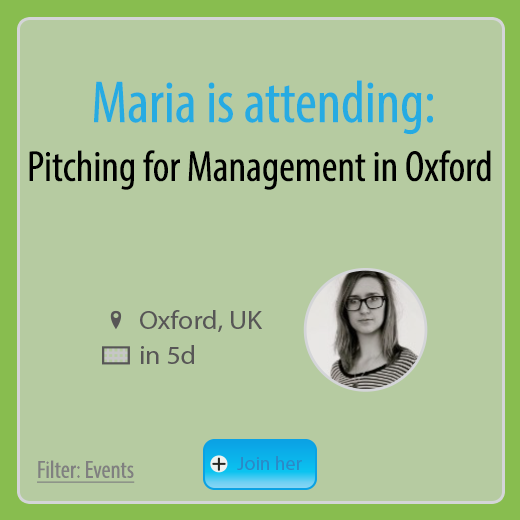 Maria is attending:
Pitching for Management in Oxford
Oxford, UK
in 5d
Filter: Events
Join her